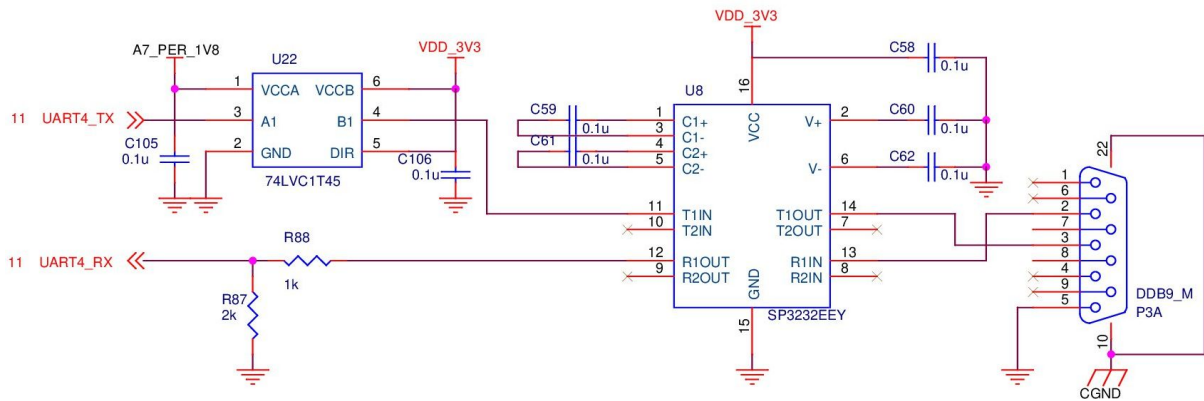 VDD_3V3
A7_PER_1V8
VDD_3V3
U22
1 VCCA VCCB 6
11 UART4_TX 3 A1 B1 4
2 GND DIR 5
C105
0.1u
C106
0.1u
74LVC1T45
C58
0.1u
16
VCC
U8
C59
0.1u
1 C1+
3 C1-
C61
0.1u
4 C2+
5 C2-
V+ 2
C60
0.1u
V- 6
C62
0.1u
11 T1IN T1OUT 14
10 T2IN T2OUT 7
12 R1OUT R1IN 13
9 R2OUT R2IN 8
GND
15
SP3232EEY
11 UART4_RX
R88
1k
R87
2k
22
1
6
2
7
3
8
4
9
5
10
DDB9_M
P3A
CGND